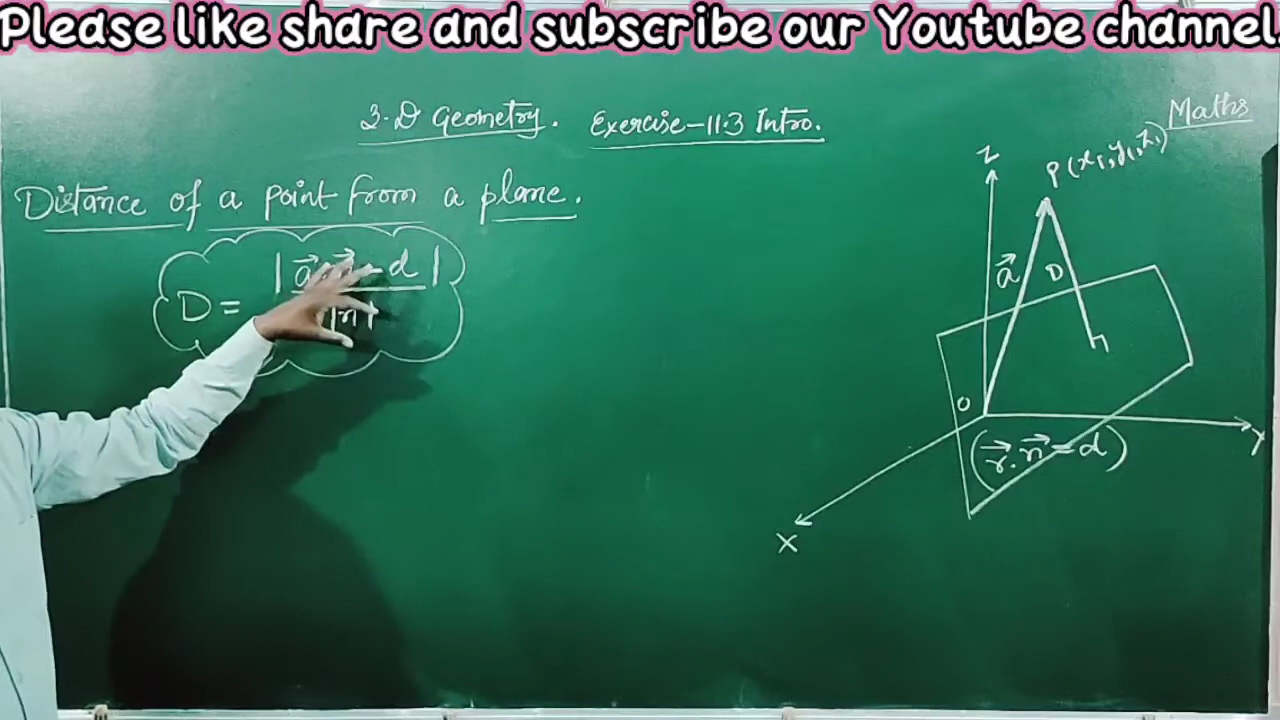 Please like share and subscribe our Youtube channel.
3-D Geometry. Exercise-11.3 Intro.
Maths
Distance of a point from a plane.
D = |a⃗.n⃗ - d| / |n⃗|
Z
P(x₁,y₁,z₁)
a⃗
D
O
(r⃗.n⃗ = d)
Y
X